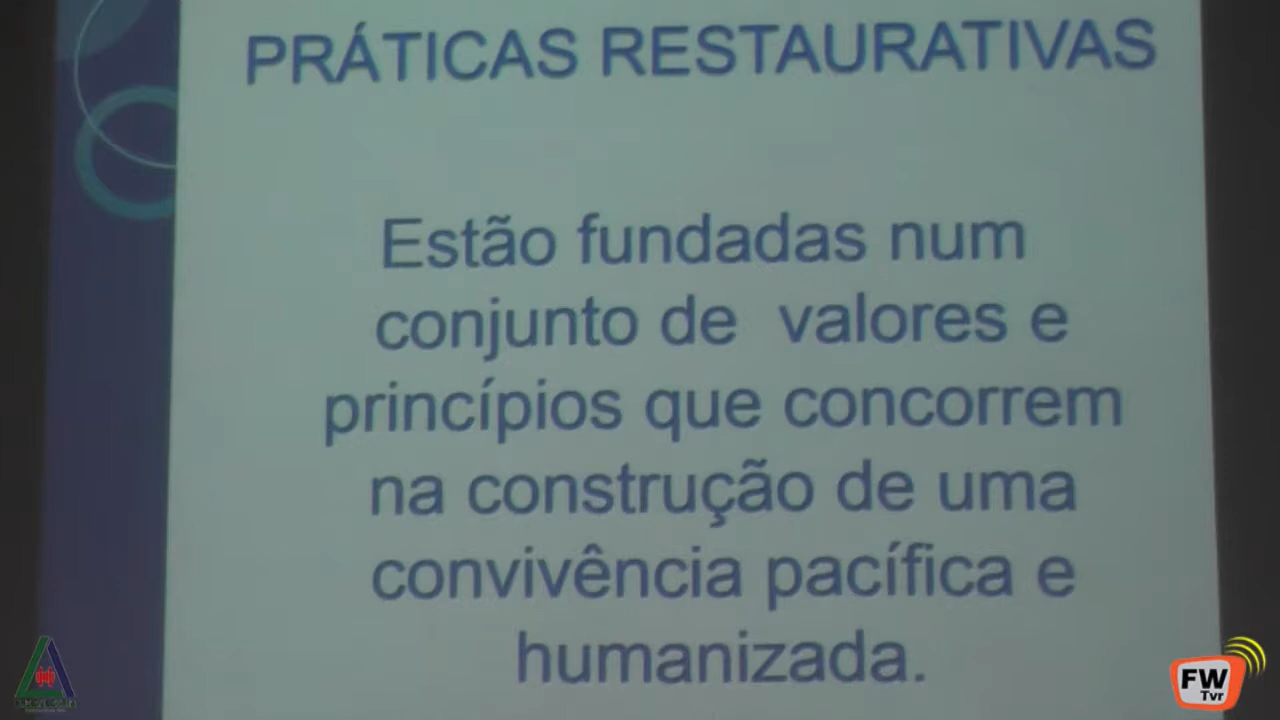 PRÁTICAS RESTAURATIVAS
Estão fundadas num
conjunto de valores e
princípios que concorrem
na construção de uma
convivência pacífica e
humanizada.
FW
Tvr